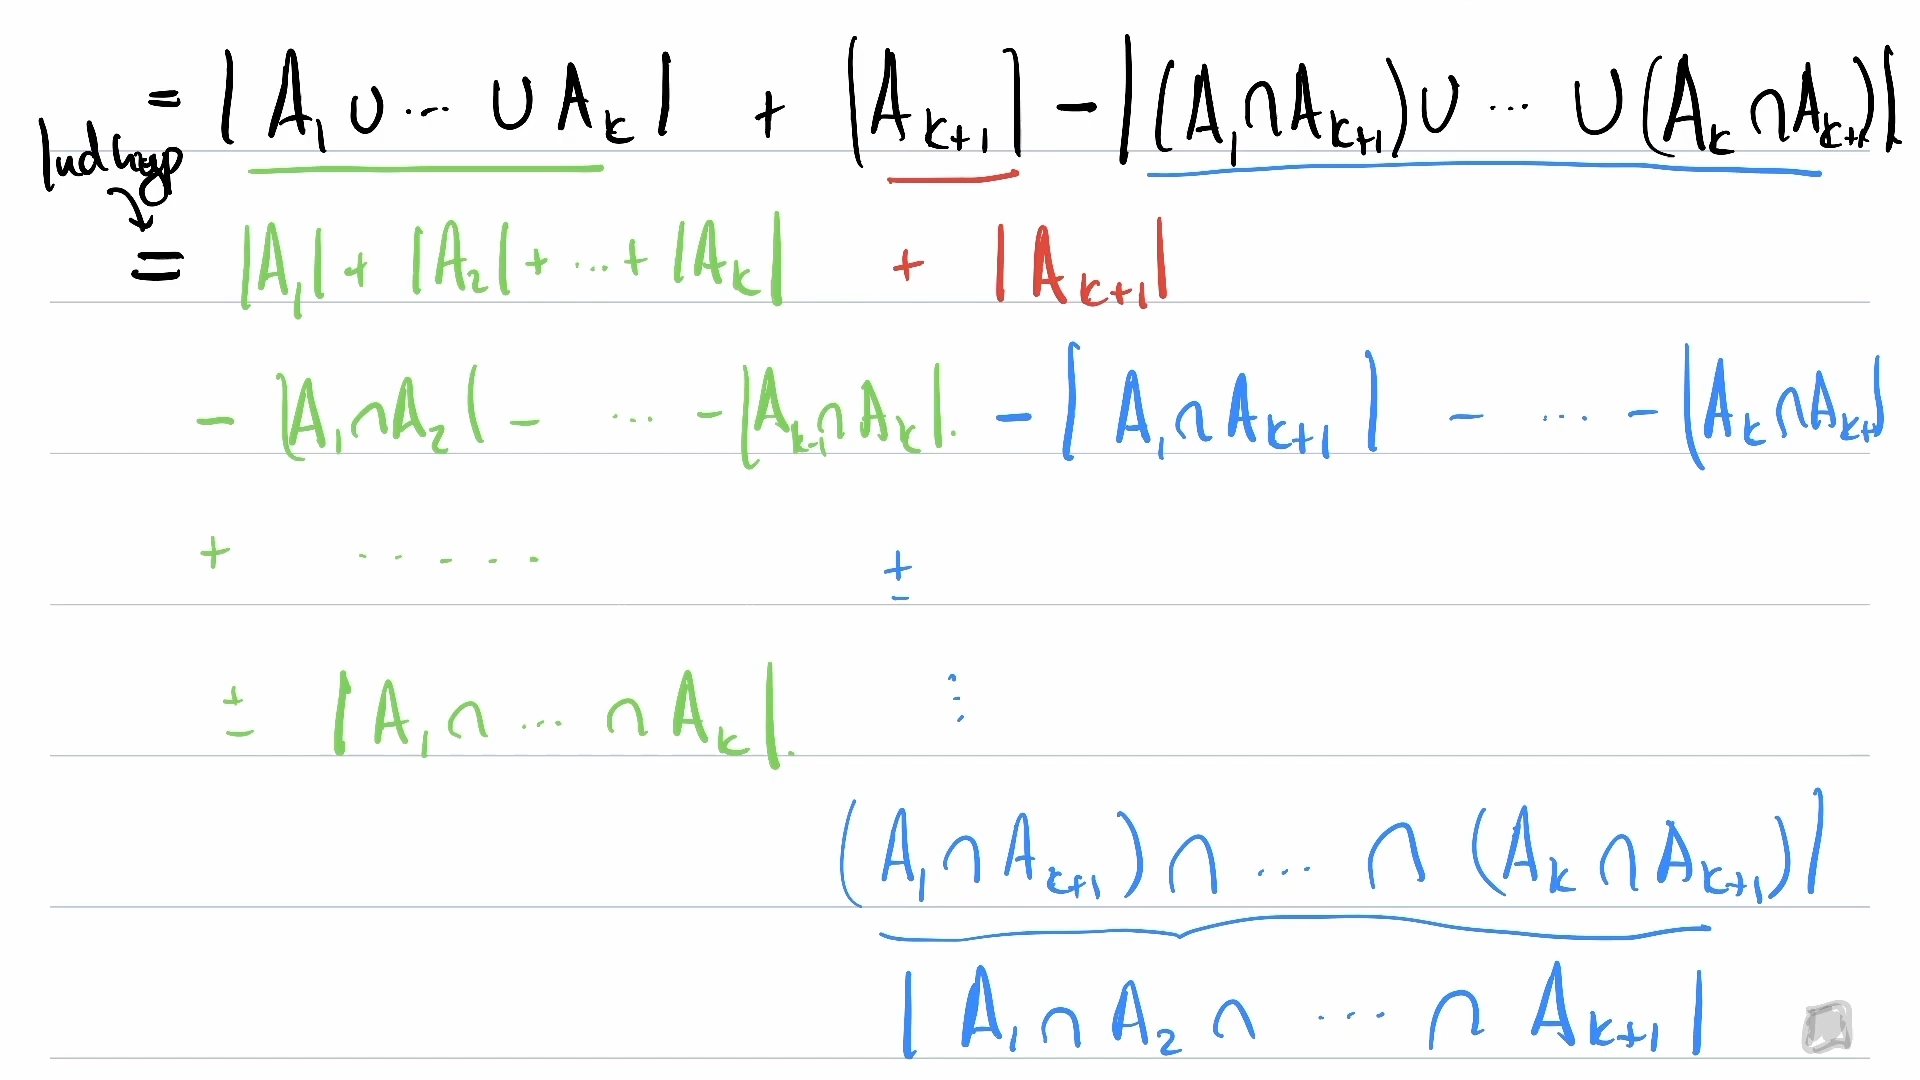 = |A₁ ∪ ... ∪ Aₖ| + |Aₖ₊₁| − |(A₁∩Aₖ₊₁) ∪ ... ∪ (Aₖ∩Aₖ₊₁)|
Ind hyp
= |A₁| + |A₂| + ... + |Aₖ| + |Aₖ₊₁|
− |A₁∩A₂| − ... − |Aₖ₋₁∩Aₖ|. − |A₁∩Aₖ₊₁| − ... − |Aₖ∩Aₖ₊₁|
+ ..... ±
± |A₁ ∩ ... ∩ Aₖ|. ⋮
(A₁∩Aₖ₊₁) ∩ ... ∩ (Aₖ∩Aₖ₊₁)|
|A₁ ∩ A₂ ∩ ... ∩ Aₖ₊₁|